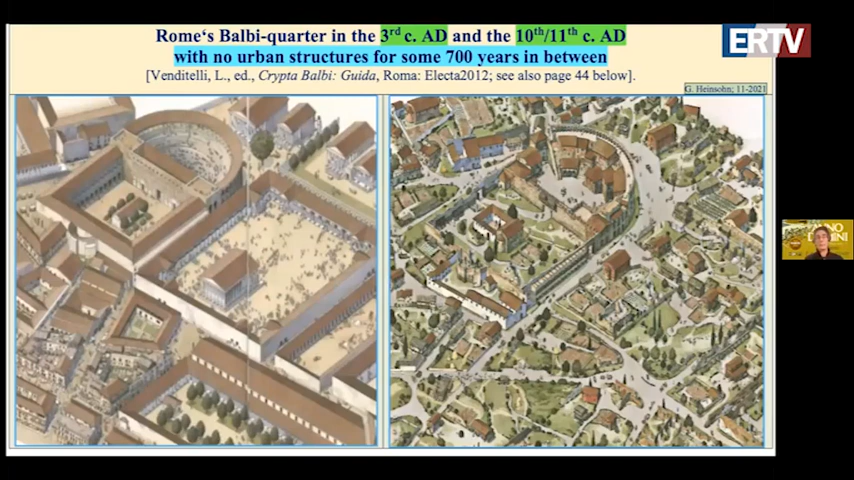 Rome‘s Balbi-quarter in the 3rd c. AD and the 10th/11th c. AD
with no urban structures for some 700 years in between
[Venditelli, L., ed., Crypta Balbi: Guida, Roma: Electa2012; see also page 44 below].
G. Heinsohn; 11-2021
ERTV